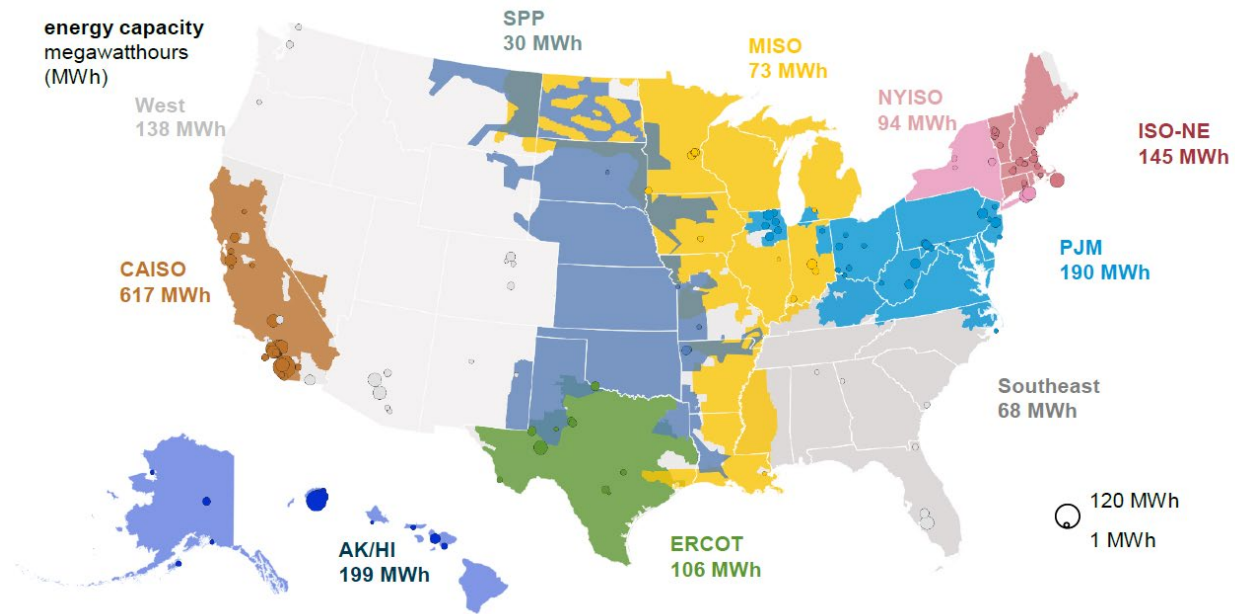 energy capacity
megawatthours
(MWh)
SPP
30 MWh
MISO
73 MWh
West
138 MWh
NYISO
94 MWh
ISO-NE
145 MWh
CAISO
617 MWh
PJM
190 MWh
Southeast
68 MWh
AK/HI
199 MWh
ERCOT
106 MWh
120 MWh
1 MWh